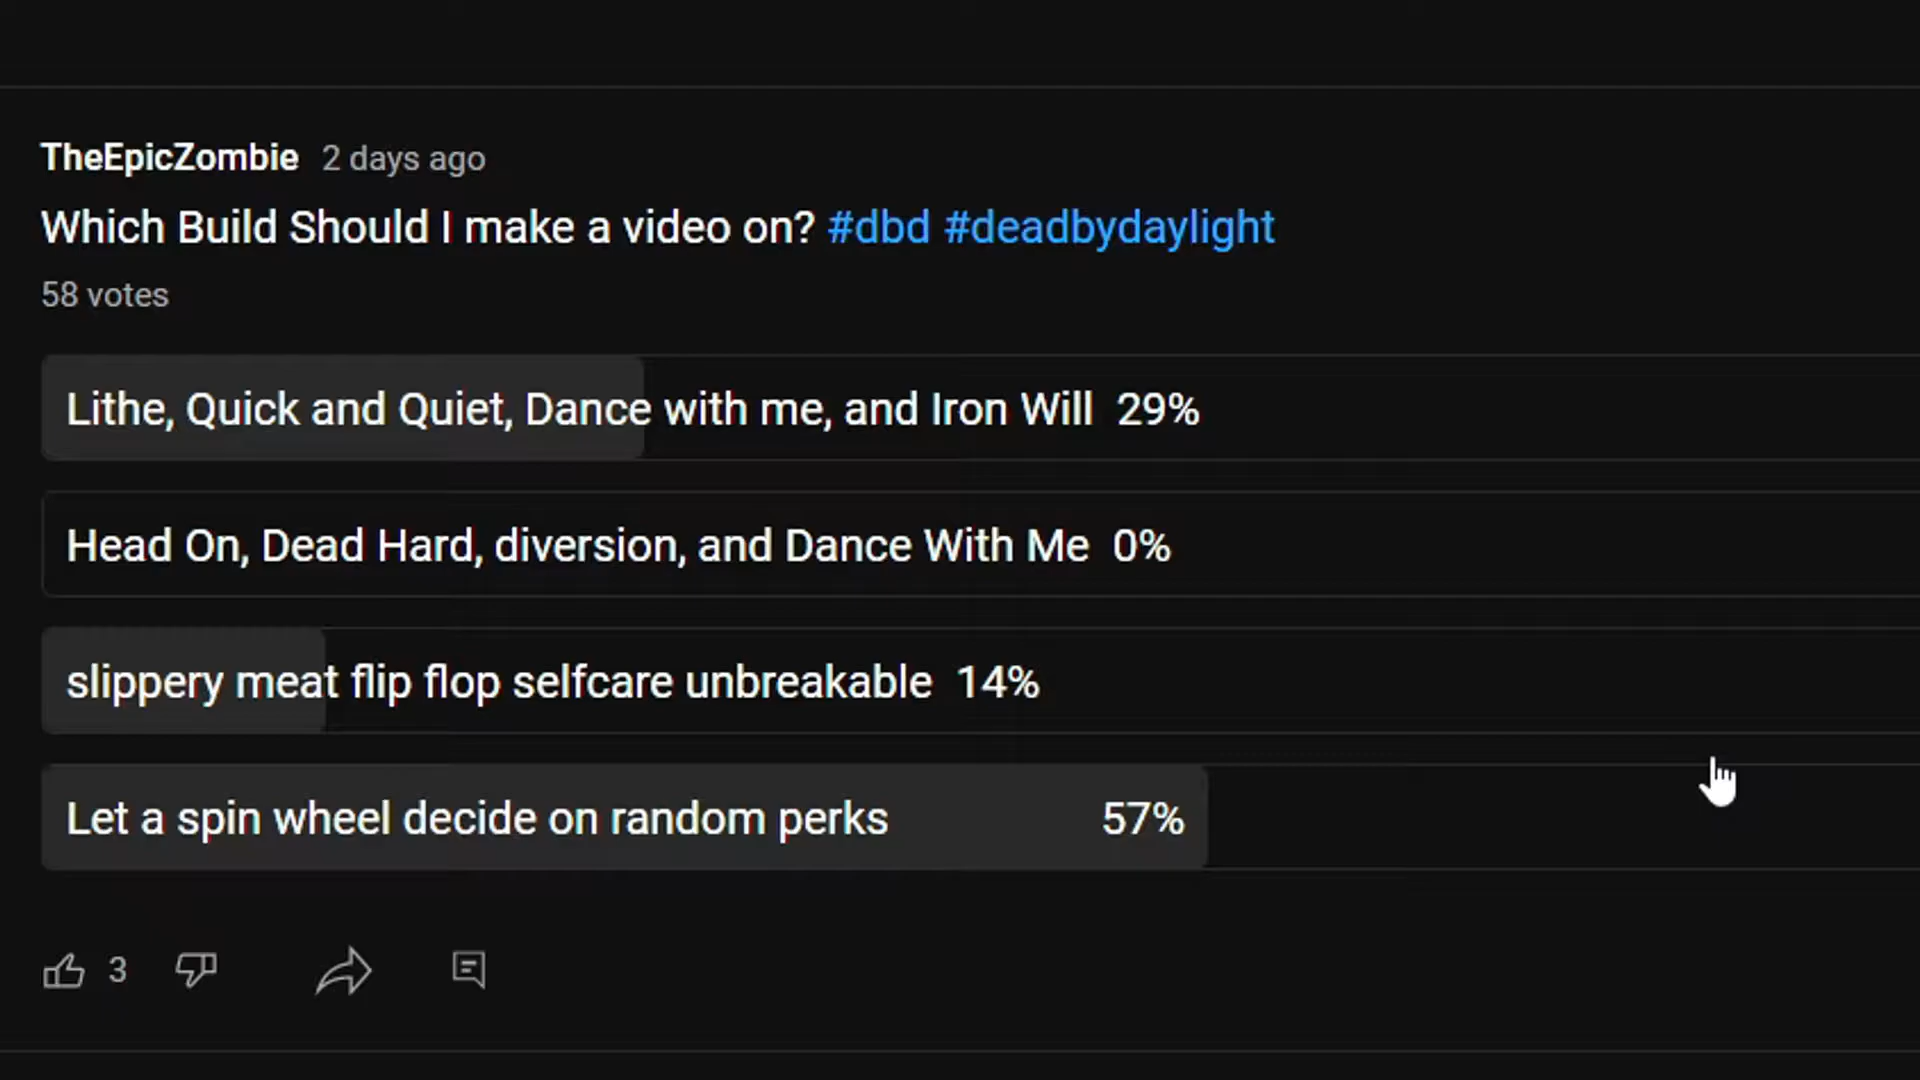 TheEpicZombie 2 days ago
Which Build Should I make a video on? #dbd #deadbydaylight
58 votes
Lithe, Quick and Quiet, Dance with me, and Iron Will 29%
Head On, Dead Hard, diversion, and Dance With Me 0%
slippery meat flip flop selfcare unbreakable 14%
Let a spin wheel decide on random perks 57%
3